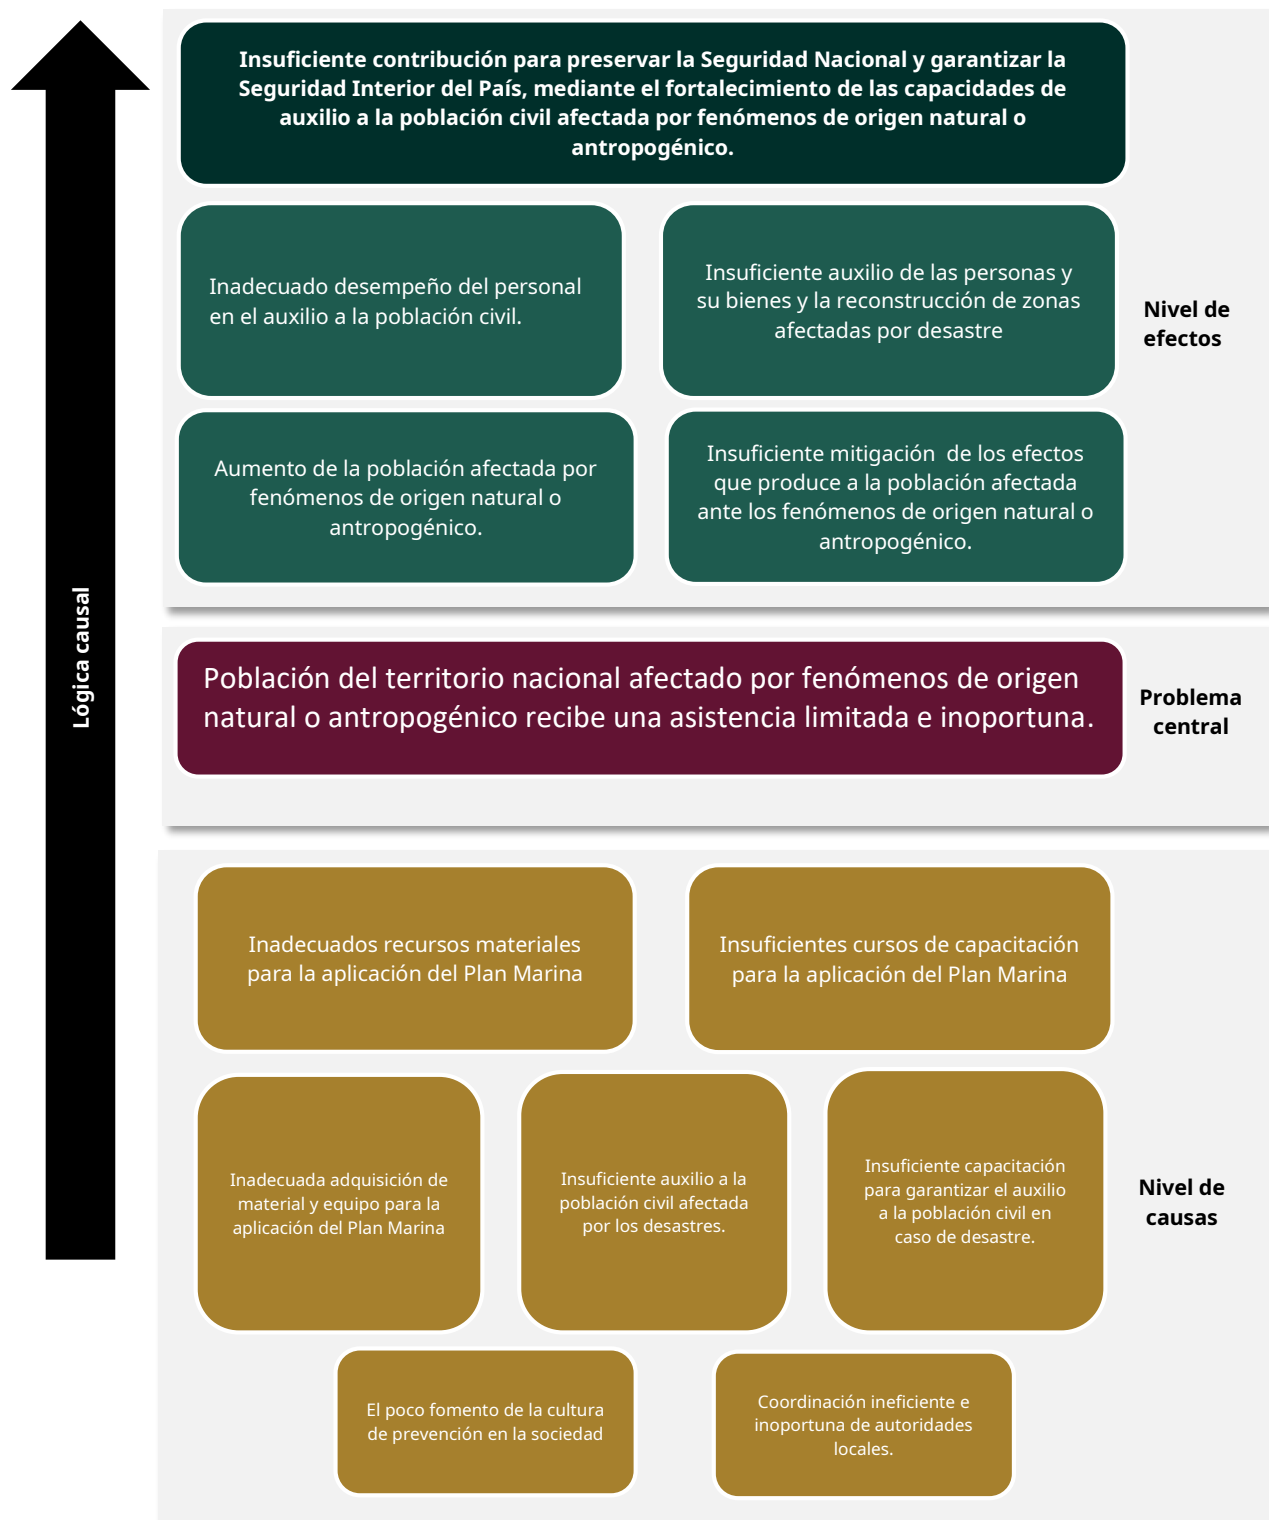 Insuficiente contribución para preservar la Seguridad Nacional y garantizar la
Seguridad Interior del País, mediante el fortalecimiento de las capacidades de
auxilio a la población civil afectada por fenómenos de origen natural o
antropogénico.
Inadecuado desempeño del personal
en el auxilio a la población civil.
Insuficiente auxilio de las personas y
su bienes y la reconstrucción de zonas
afectadas por desastre
Nivel de
efectos
Aumento de la población afectada por
fenómenos de origen natural o
antropogénico.
Insuficiente mitigación  de los efectos
que produce a la población afectada
ante los fenómenos de origen natural o
antropogénico.
Lógica causal
Población del territorio nacional afectado por fenómenos de origen
natural o antropogénico recibe una asistencia limitada e inoportuna.
Problema
central
Inadecuados recursos materiales
para la aplicación del Plan Marina
Insuficientes cursos de capacitación
para la aplicación del Plan Marina
Inadecuada adquisición de
material y equipo para la
aplicación del Plan Marina
Insuficiente auxilio a la
población civil afectada
por los desastres.
Insuficiente capacitación
para garantizar el auxilio
a la población civil en
caso de desastre.
Nivel de
causas
El poco fomento de la cultura
de prevención en la sociedad
Coordinación ineficiente e
inoportuna de autoridades
locales.